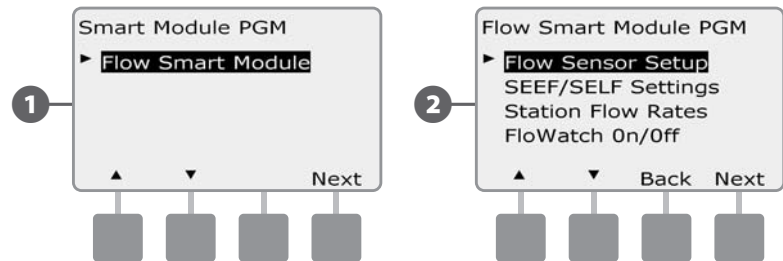 Smart Module PGM
► Flow Smart Module
1
▲ ▼ Next
Flow Smart Module PGM
► Flow Sensor Setup
SEEF/SELF Settings
Station Flow Rates
FloWatch On/Off
2
▲ ▼ Back Next